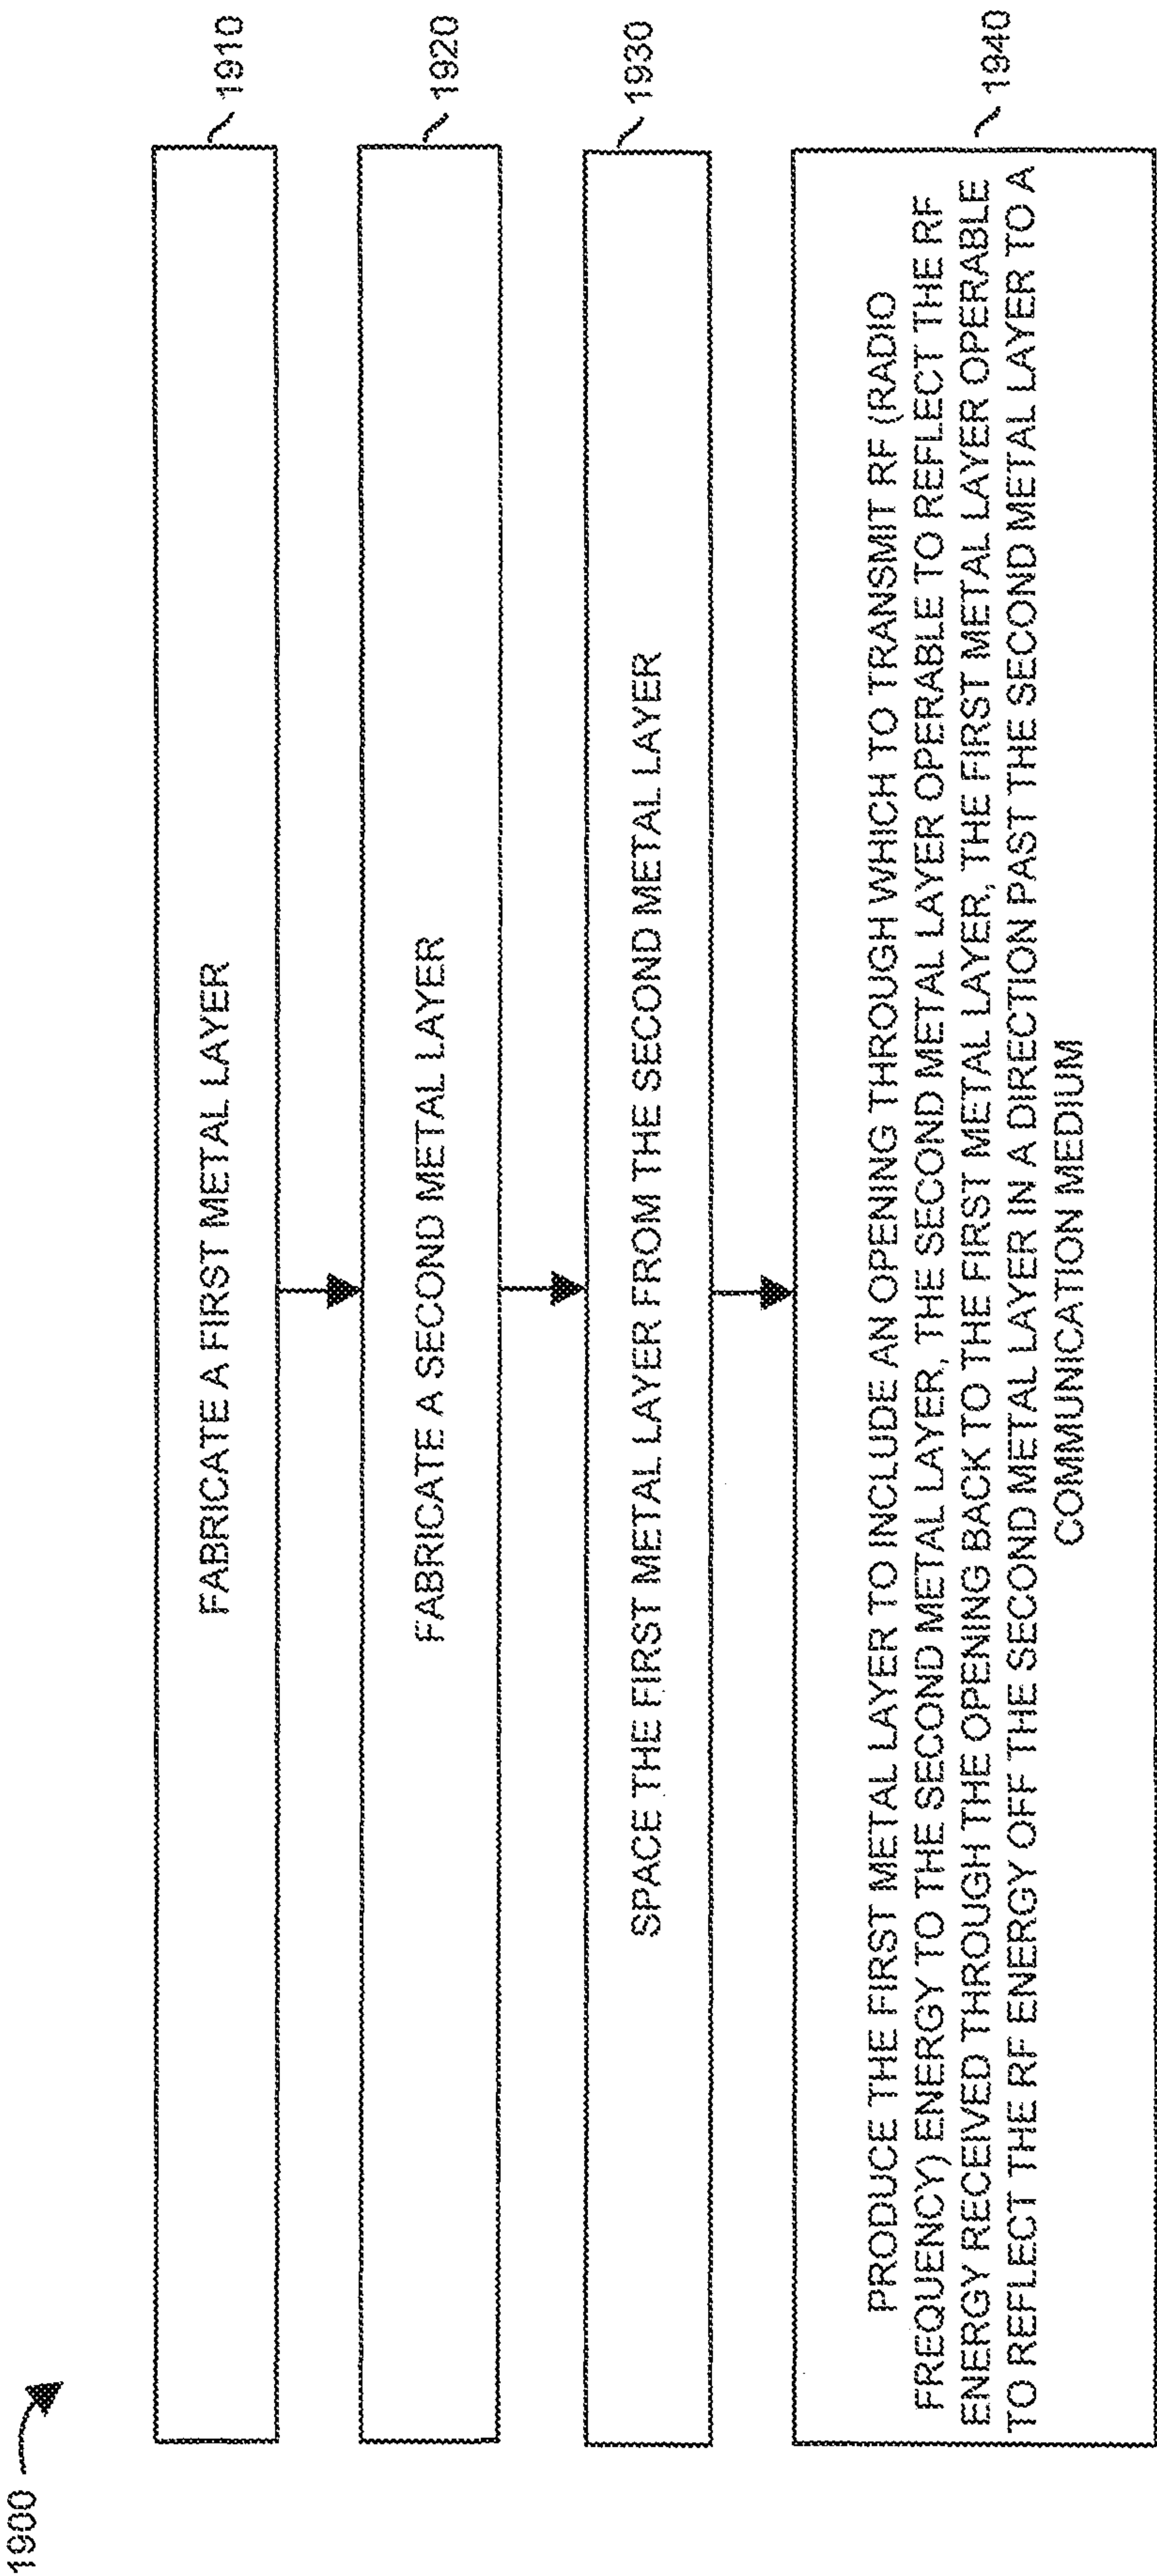 1900
FABRICATE A FIRST METAL LAYER
1910
FABRICATE A SECOND METAL LAYER
1920
SPACE THE FIRST METAL LAYER FROM THE SECOND METAL LAYER
1930
PRODUCE THE FIRST METAL LAYER TO INCLUDE AN OPENING THROUGH WHICH TO TRANSMIT RF (RADIO
FREQUENCY) ENERGY TO THE SECOND METAL LAYER, THE SECOND METAL LAYER OPERABLE TO REFLECT THE RF
ENERGY RECEIVED THROUGH THE OPENING BACK TO THE FIRST METAL LAYER, THE FIRST METAL LAYER OPERABLE
TO REFLECT THE RF ENERGY OFF THE SECOND METAL LAYER IN A DIRECTION PAST THE SECOND METAL LAYER TO A
COMMUNICATION MEDIUM
1940